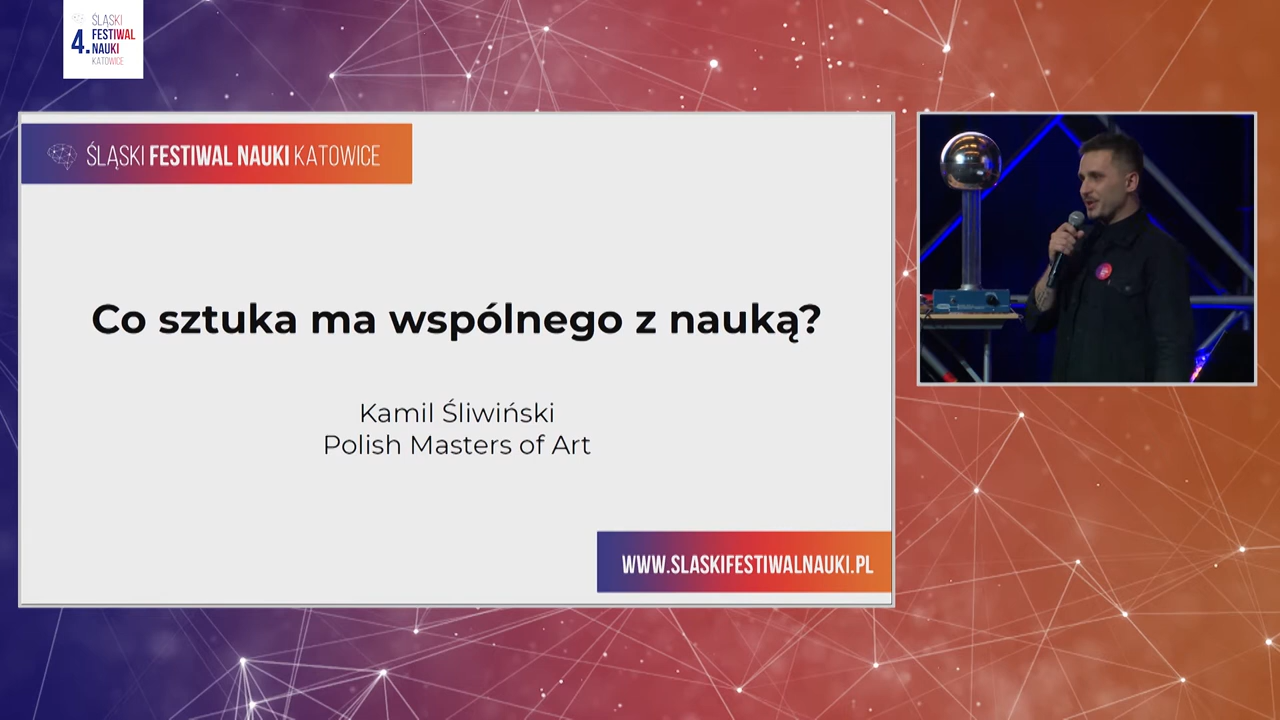 ŚLĄSKI
4. FESTIWAL
NAUKI
KATOWICE
ŚLĄSKI FESTIWAL NAUKI KATOWICE
Co sztuka ma wspólnego z nauką?
Kamil Śliwiński
Polish Masters of Art
WWW.SLASKIFESTIWALNAUKI.PL